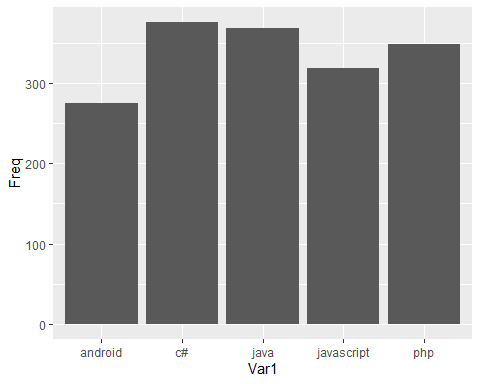 Freq
300
200
100
0
android c# java javascript php
Var1